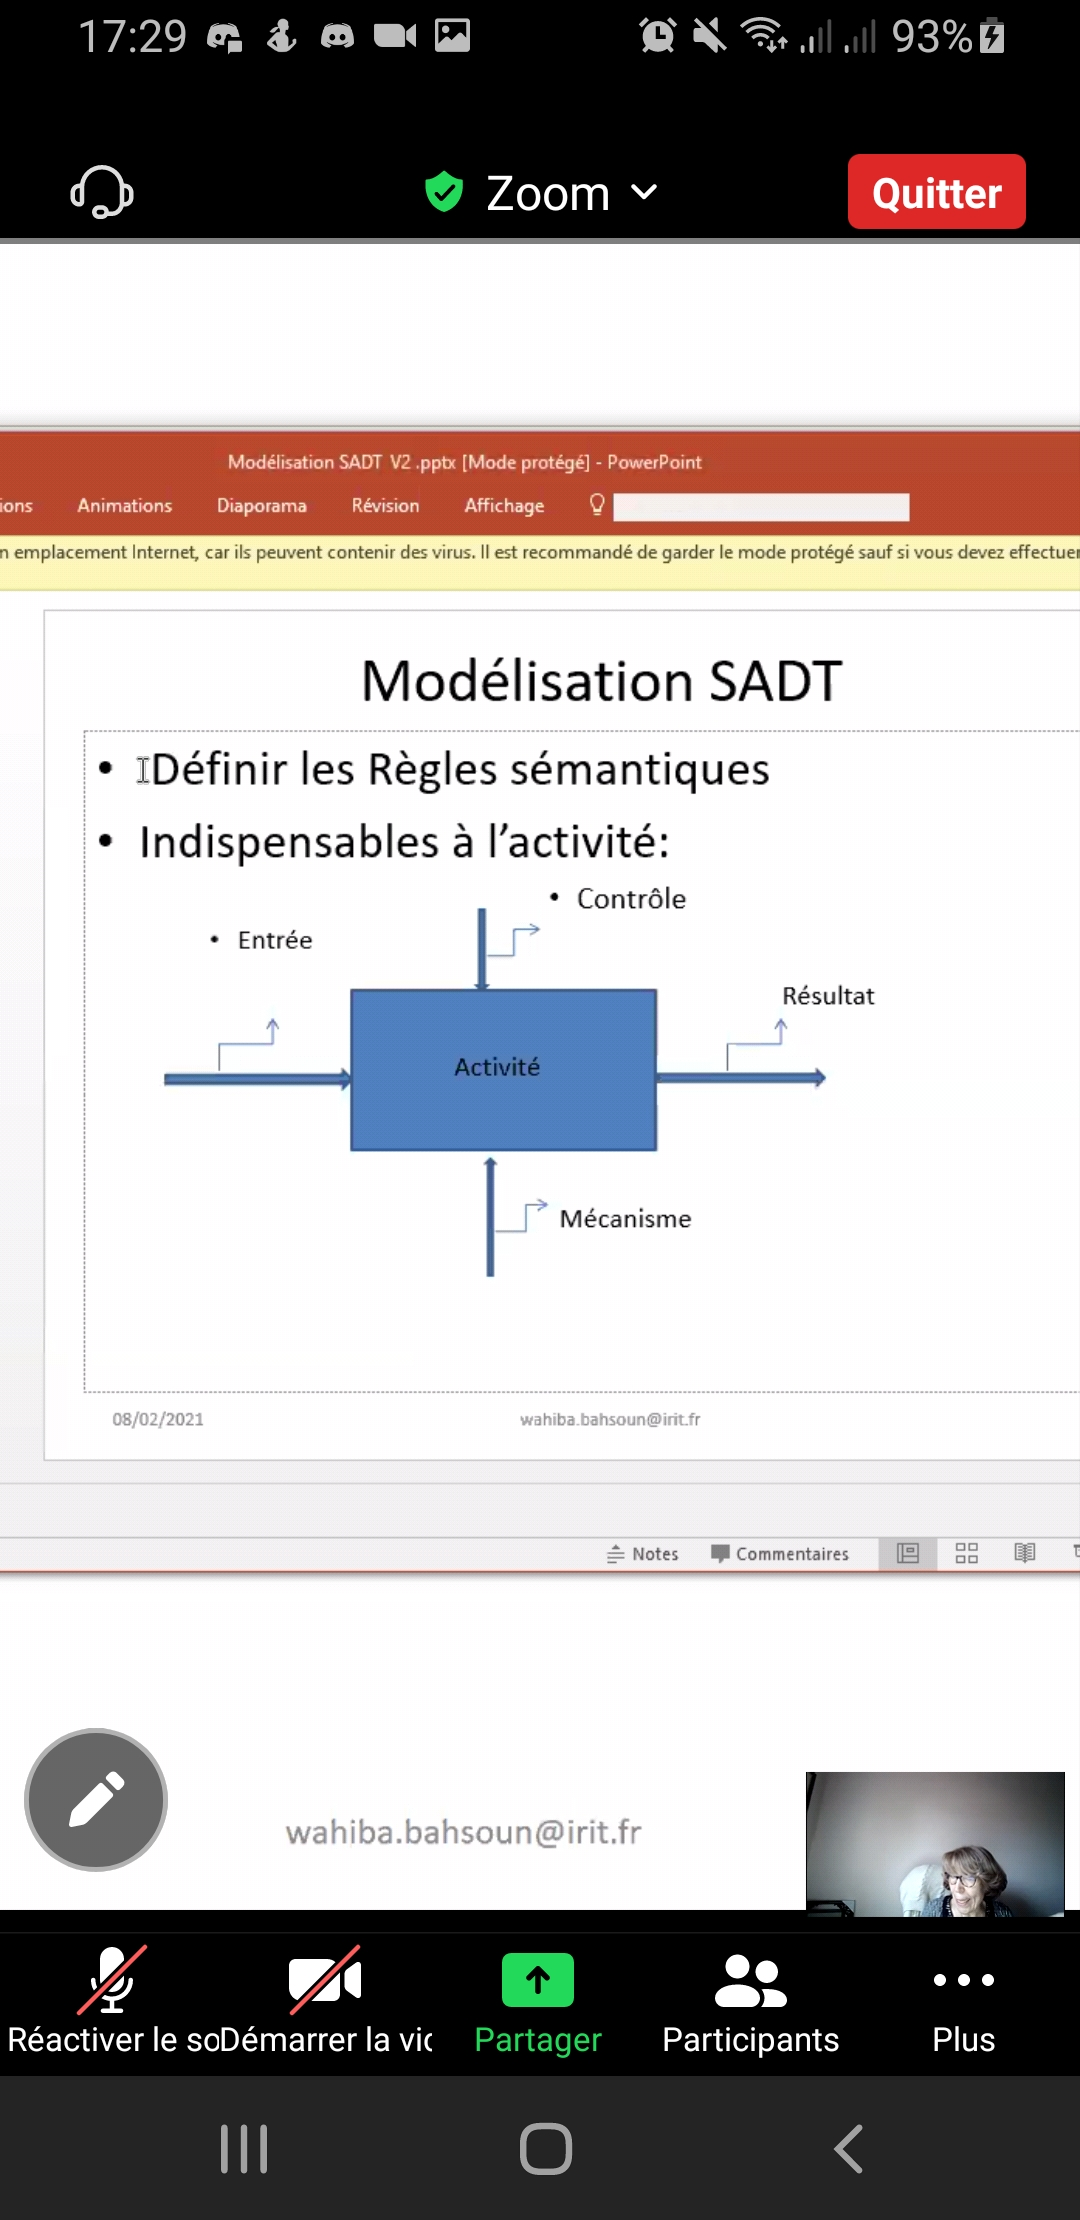 17:29
93%
Zoom
Quitter
Modélisation SADT V2 .pptx [Mode protégé] - PowerPoint
ions Animations Diaporama Révision Affichage
n emplacement Internet, car ils peuvent contenir des virus. Il est recommandé de garder le mode protégé sauf si vous devez effectuer
Modélisation SADT
• Définir les Règles sémantiques
• Indispensables à l’activité:
• Contrôle
• Entrée
Résultat
Activité
Mécanisme
08/02/2021
wahiba.bahsoun@irit.fr
Notes Commentaires
wahiba.bahsoun@irit.fr
Réactiver le so
Démarrer la vic
Partager
Participants
Plus